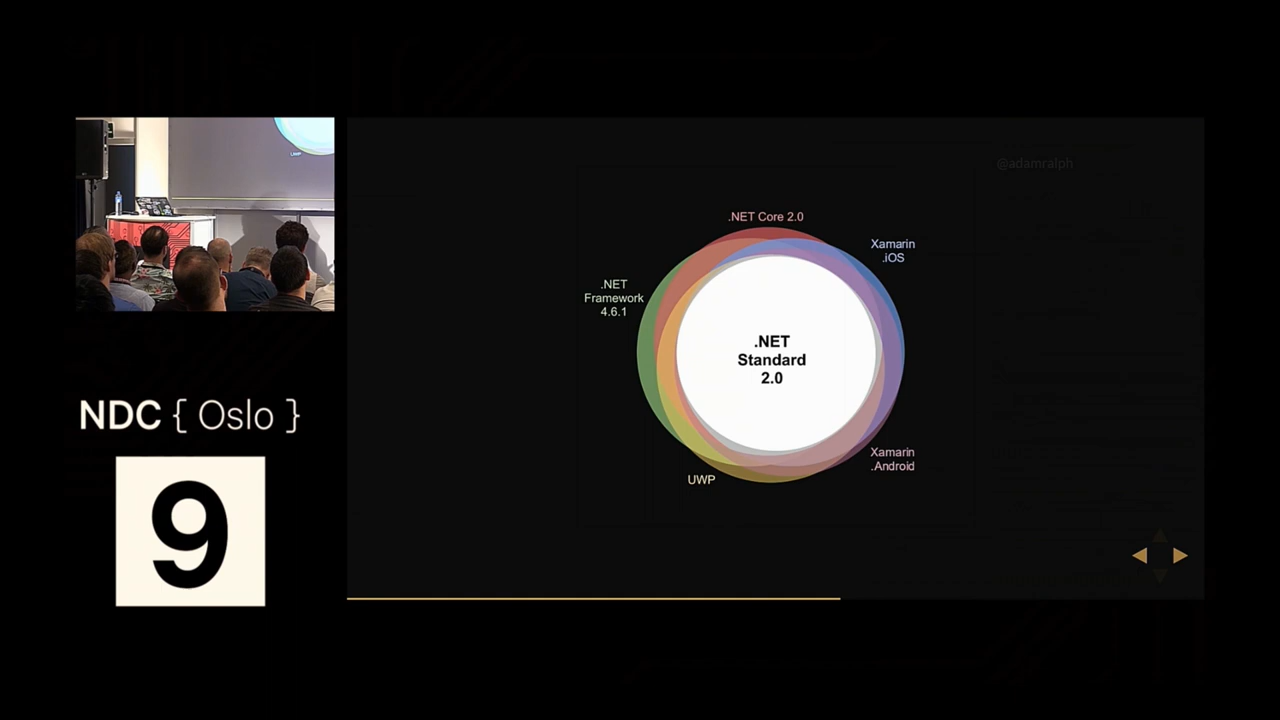 @adamralph
.NET Core 2.0
Xamarin
.iOS
.NET
Framework
4.6.1
.NET
Standard
2.0
Xamarin
.Android
UWP
UWP
NDC { Oslo }
9